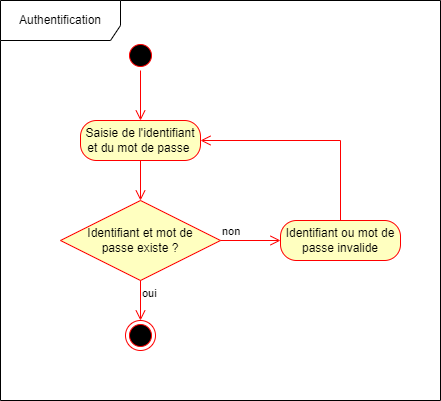 Authentification
Saisie de l'identifiant
et du mot de passe
Identifiant et mot de
passe existe ?
non
Identifiant ou mot de
passe invalide
oui